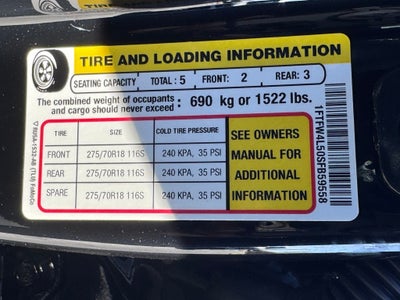 TIRE AND LOADING INFORMATION
SEATING CAPACITY TOTAL : 5 FRONT: 2 REAR: 3
The combined weight of occupants and cargo should never exceed : 690 kg or 1522 lbs.
TIRE SIZE COLD TIRE PRESSURE
FRONT 275/70R18 116S 240 KPA, 35 PSI
REAR 275/70R18 116S 240 KPA, 35 PSI
SPARE 275/70R18 116S 240 KPA, 35 PSI
SEE OWNERS
MANUAL FOR
ADDITIONAL
INFORMATION
1FTFW4L50SFB59558